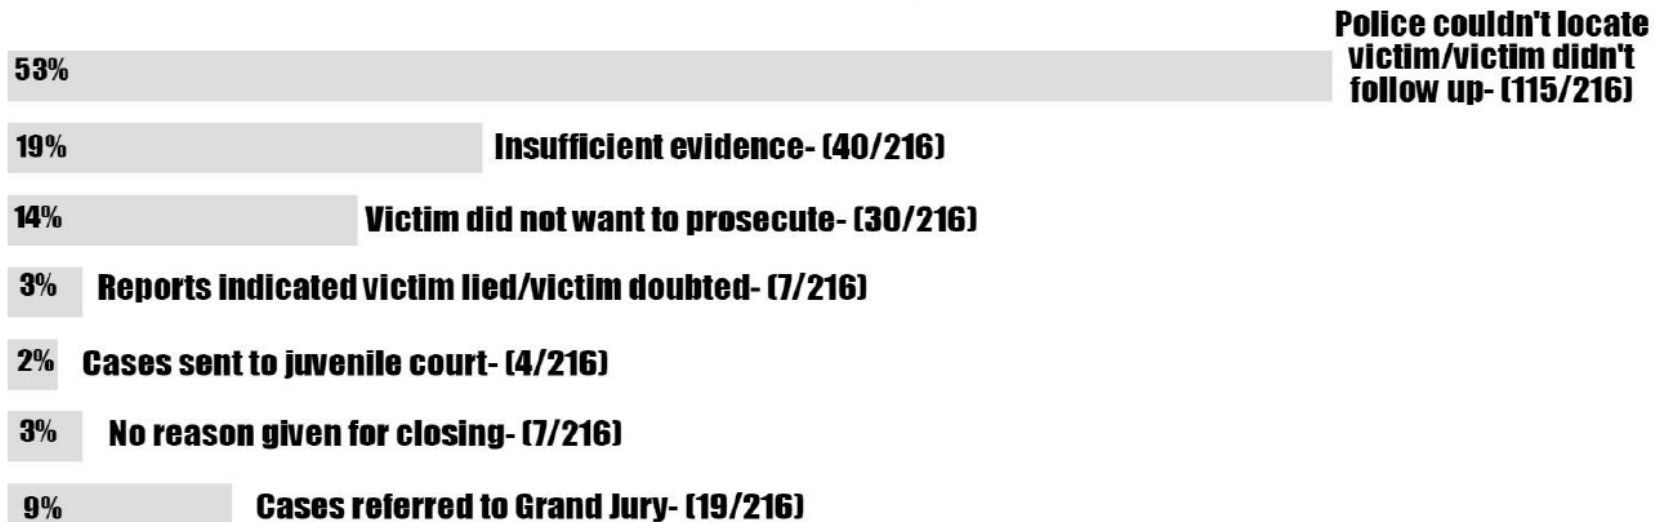 Police couldn't locate
victim/victim didn't
follow up- (115/216)
53%
19% Insufficient evidence- (40/216)
14% Victim did not want to prosecute- (30/216)
3% Reports indicated victim lied/victim doubted- (7/216)
2% Cases sent to juvenile court- (4/216)
3% No reason given for closing- (7/216)
9% Cases referred to Grand Jury- (19/216)